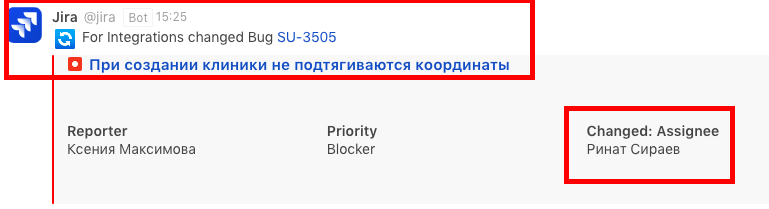 Jira @jira Bot 15:25
For Integrations changed Bug SU-3505
При создании клиники не подтягиваются координаты
Reporter Priority Changed: Assignee
Ксения Максимова Blocker Ринат Сираев